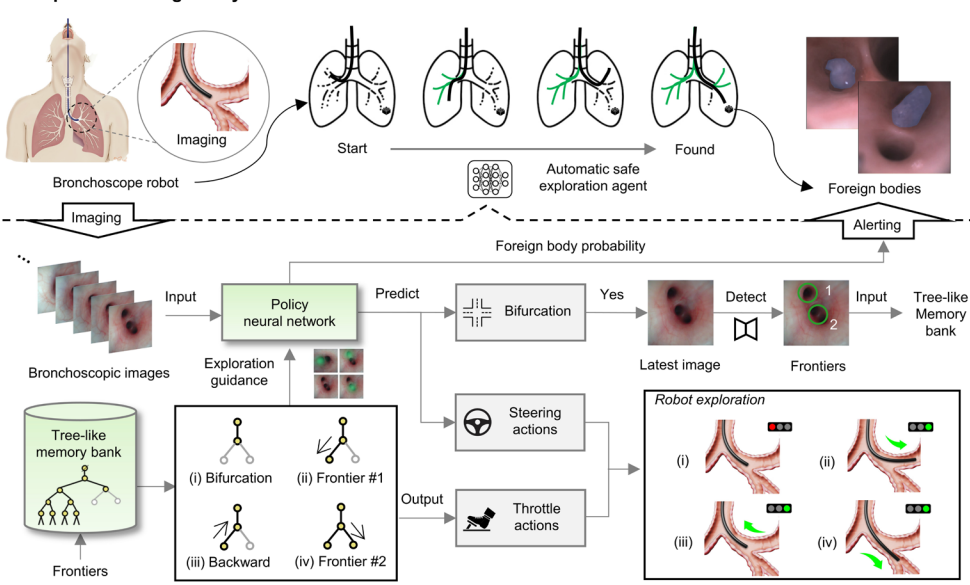 Imaging
Start
Found
Automatic safe
exploration agent
Bronchoscope robot
Foreign bodies
Imaging
Alerting
Foreign body probability
...
Input
Policy
neural network
Predict
Bifurcation
Yes
Detect
1
2
Input
Tree-like
Memory
bank
Bronchoscopic images
Exploration
guidance
Latest image
Frontiers
Tree-like
memory bank
(i) Bifurcation
(ii) Frontier #1
(iii) Backward
(iv) Frontier #2
Output
Steering
actions
Throttle
actions
Robot exploration
(i)
(ii)
(iii)
(iv)
Frontiers